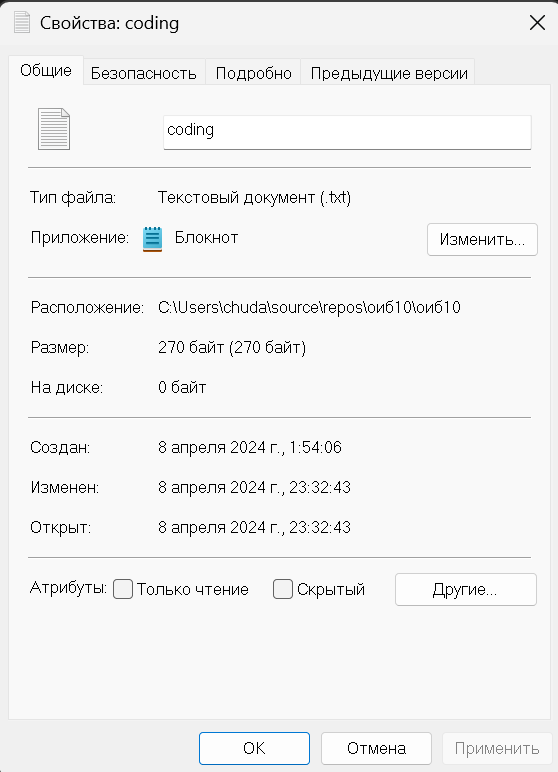 Свойства: coding
Общие Безопасность Подробно Предыдущие версии
coding
Тип файла: Текстовый документ (.txt)
Приложение: Блокнот Изменить...
Расположение: C:\Users\chuda\source\repos\оиб10\оиб10
Размер: 270 байт (270 байт)
На диске: 0 байт
Создан: 8 апреля 2024 г., 1:54:06
Изменен: 8 апреля 2024 г., 23:32:43
Открыт: 8 апреля 2024 г., 23:32:43
Атрибуты: Только чтение Скрытый Другие...
ОК Отмена Применить